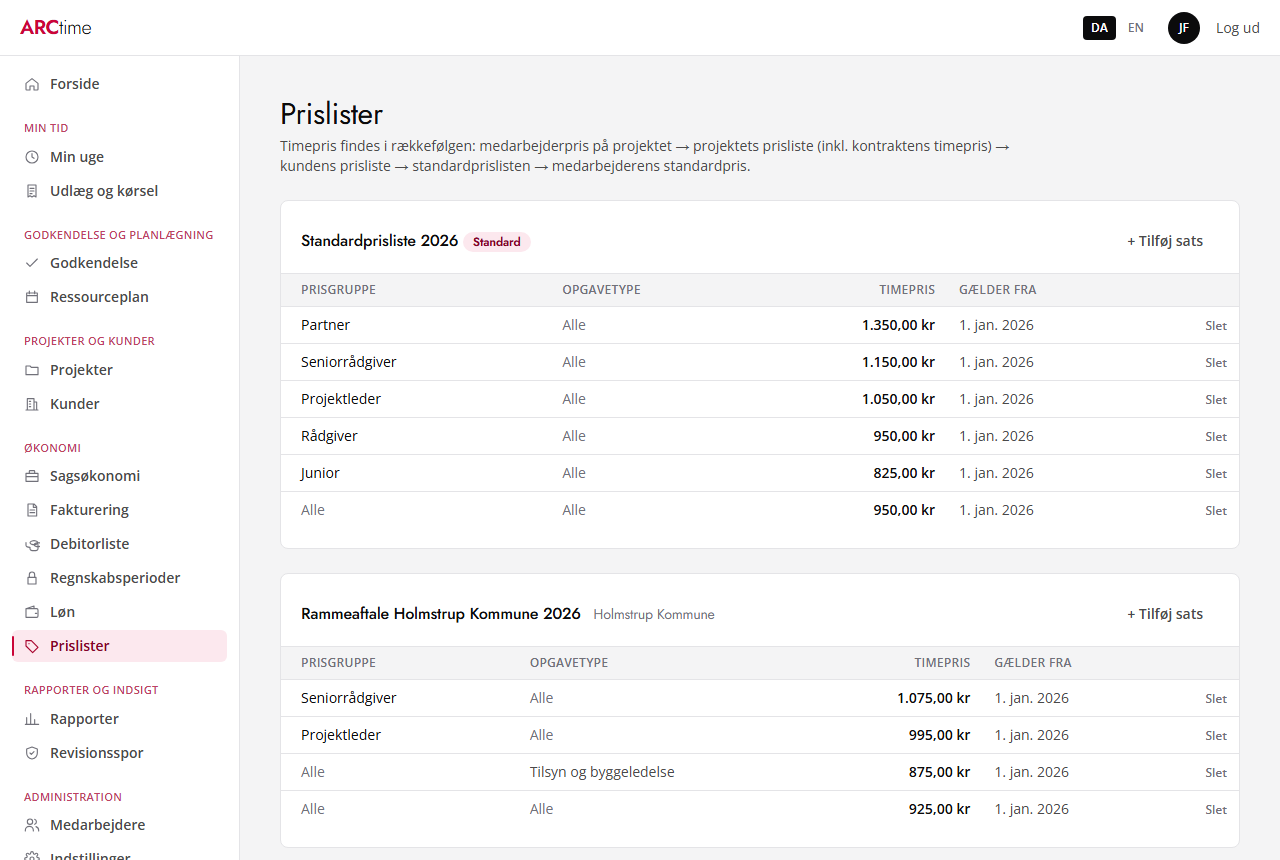 ARCtime
DA EN JF Log ud
Forside
MIN TID
Min uge
Udlæg og kørsel
GODKENDELSE OG PLANLÆGNING
Godkendelse
Ressourceplan
PROJEKTER OG KUNDER
Projekter
Kunder
ØKONOMI
Sagsøkonomi
Fakturering
Debitorliste
Regnskabsperioder
Løn
Prislister
RAPPORTER OG INDSIGT
Rapporter
Revisionsspor
ADMINISTRATION
Medarbejdere
Indstillinger
Prislister
Timepris findes i rækkefølgen: medarbejderpris på projektet → projektets prisliste (inkl. kontraktens timepris) →
kundens prisliste → standardprislisten → medarbejderens standardpris.
Standardprisliste 2026 Standard + Tilføj sats
PRISGRUPPE OPGAVETYPE TIMEPRIS GÆLDER FRA
Partner Alle 1.350,00 kr 1. jan. 2026 Slet
Seniorrådgiver Alle 1.150,00 kr 1. jan. 2026 Slet
Projektleder Alle 1.050,00 kr 1. jan. 2026 Slet
Rådgiver Alle 950,00 kr 1. jan. 2026 Slet
Junior Alle 825,00 kr 1. jan. 2026 Slet
Alle Alle 950,00 kr 1. jan. 2026 Slet
Rammeaftale Holmstrup Kommune 2026 Holmstrup Kommune + Tilføj sats
PRISGRUPPE OPGAVETYPE TIMEPRIS GÆLDER FRA
Seniorrådgiver Alle 1.075,00 kr 1. jan. 2026 Slet
Projektleder Alle 995,00 kr 1. jan. 2026 Slet
Alle Tilsyn og byggeledelse 875,00 kr 1. jan. 2026 Slet
Alle Alle 925,00 kr 1. jan. 2026 Slet